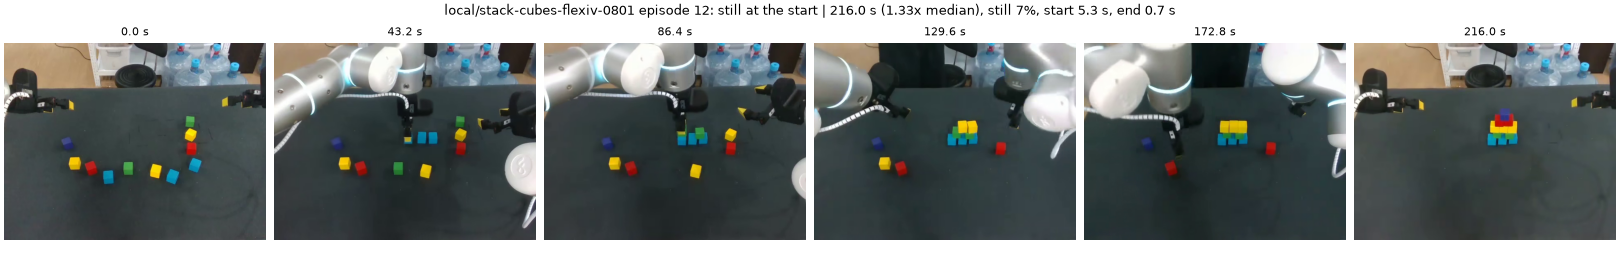 local/stack-cubes-flexiv-0801 episode 12: still at the start | 216.0 s (1.33x median), still 7%, start 5.3 s, end 0.7 s
0.0 s
43.2 s
86.4 s
129.6 s
172.8 s
216.0 s